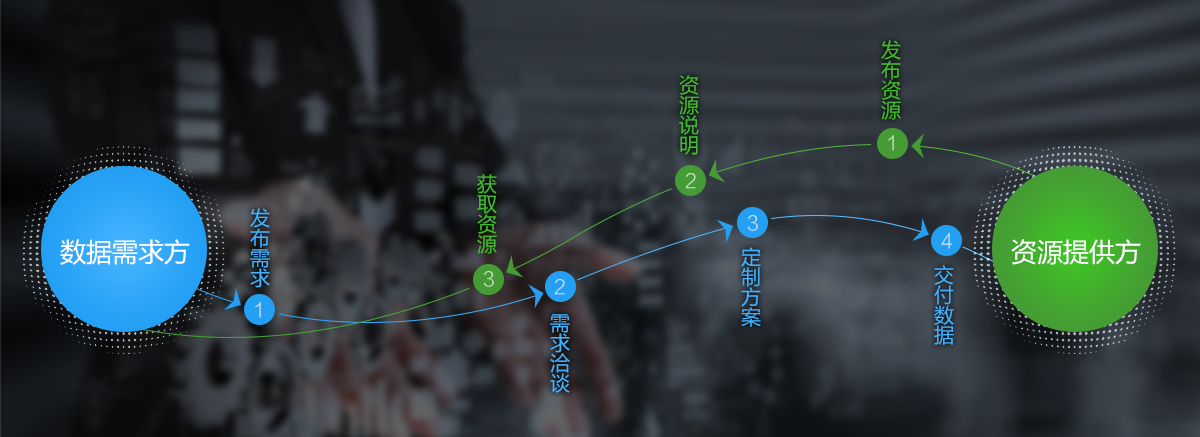 数据需求方
发布需求
1
获取资源
3
2
需求洽谈
资源说明
2
3
定制方案
发布资源
1
4
交付数据
资源提供方